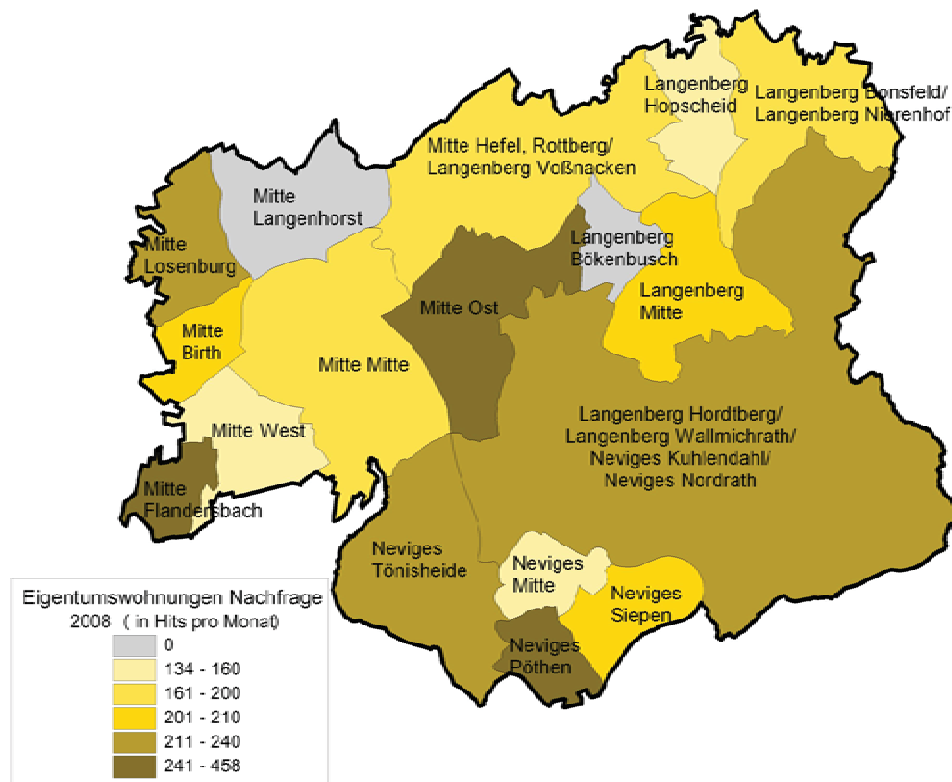 Langenberg
Hopscheid
Langenberg Bonsfeld/
Langenberg Nierenhof
Mitte Hefel, Rottberg/
Langenberg Voßnacken
Mitte
Langenhorst
Mitte
Losenburg
Langenberg
Bökenbusch
Langenberg
Mitte
Mitte Ost
Mitte
Birth
Mitte Mitte
Mitte West
Langenberg Hordtberg/
Langenberg Wallmichrath/
Neviges Kuhlendahl/
Neviges Nordrath
Mitte
Flandersbach
Neviges
Tönisheide
Neviges
Mitte
Neviges
Siepen
Neviges
Pöthen
Eigentumswohnungen Nachfrage
2008 ( in Hits pro Monat)
0
134 - 160
161 - 200
201 - 210
211 - 240
241 - 458